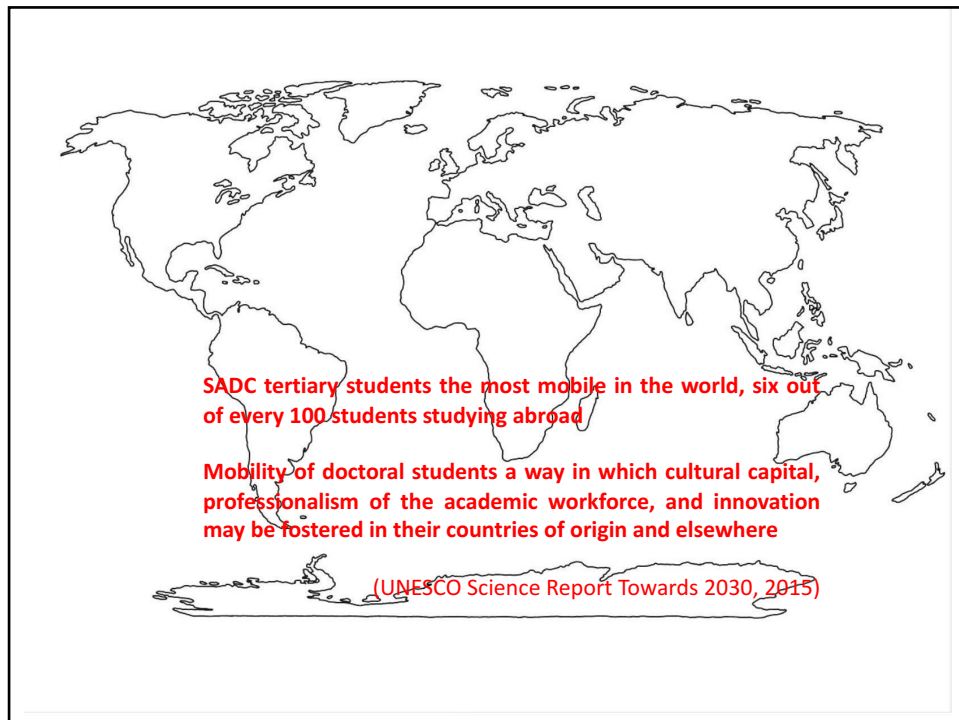 SADC tertiary students the most mobile in the world, six out
of every 100 students studying abroad
Mobility of doctoral students a way in which cultural capital,
professionalism of the academic workforce, and innovation
may be fostered in their countries of origin and elsewhere
(UNESCO Science Report Towards 2030, 2015)